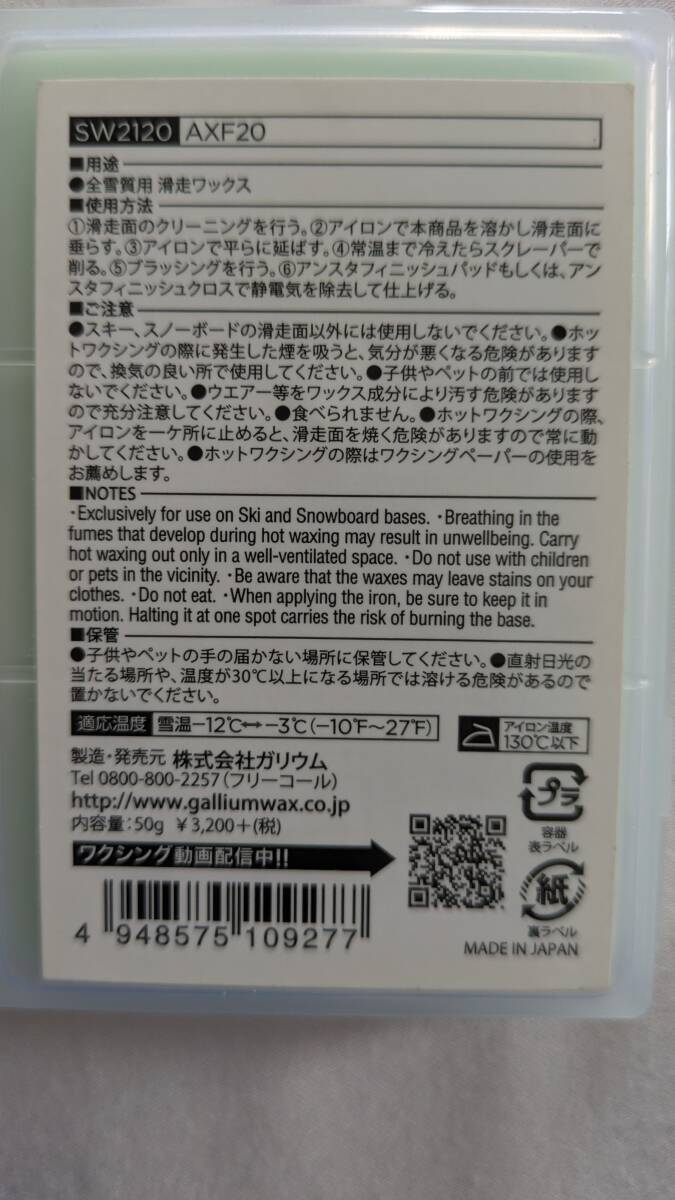 SW2120 AXF20
■用途
●全雪質用 滑走ワックス
■使用方法
①滑走面のクリーニングを行う。②アイロンで本商品を溶かし滑走面に
垂らす。③アイロンで平らに延ばす。④常温まで冷えたらスクレーパーで
削る。⑤ブラッシングを行う。⑥アンスタフィニッシュパッドもしくは、アン
スタフィニッシュクロスで静電気を除去して仕上げる。
■ご注意
●スキー、スノーボードの滑走面以外には使用しないでください。●ホッ
トワクシングの際に発生した煙を吸うと、気分が悪くなる危険があります
ので、換気の良い所で使用してください。●子供やペットの前では使用し
ないでください。●ウエアー等をワックス成分により汚す危険があります
ので充分注意してください。●食べられません。●ホットワクシングの際、
アイロンを一ケ所に止めると、滑走面を焼く危険がありますので常に動
かしてください。●ホットワクシングの際はワクシングペーパーの使用を
お薦めします。
■NOTES
・Exclusively for use on Ski and Snowboard bases. ・Breathing in the
fumes that develop during hot waxing may result in unwellbeing. Carry
hot waxing out only in a well-ventilated space. ・Do not use with children
or pets in the vicinity. ・Be aware that the waxes may leave stains on your
clothes. ・Do not eat. ・When applying the iron, be sure to keep it in
motion. Halting it at one spot carries the risk of burning the base.
■保管
●子供やペットの手の届かない場所に保管してください。●直射日光の
当たる場所や、温度が30℃以上になる場所では溶ける危険があるので
置かないでください。
適応温度 雪温−12℃↔−3℃(−10°F〜27°F)
アイロン温度
130℃以下
製造・発売元 株式会社ガリウム
Tel 0800-800-2257(フリーコール)
http://www.galliumwax.co.jp
内容量:50g ￥3,200+(税)
ワクシング動画配信中!!
プラ
容器
表ラベル
紙
裏ラベル
4 948575 109277
MADE IN JAPAN